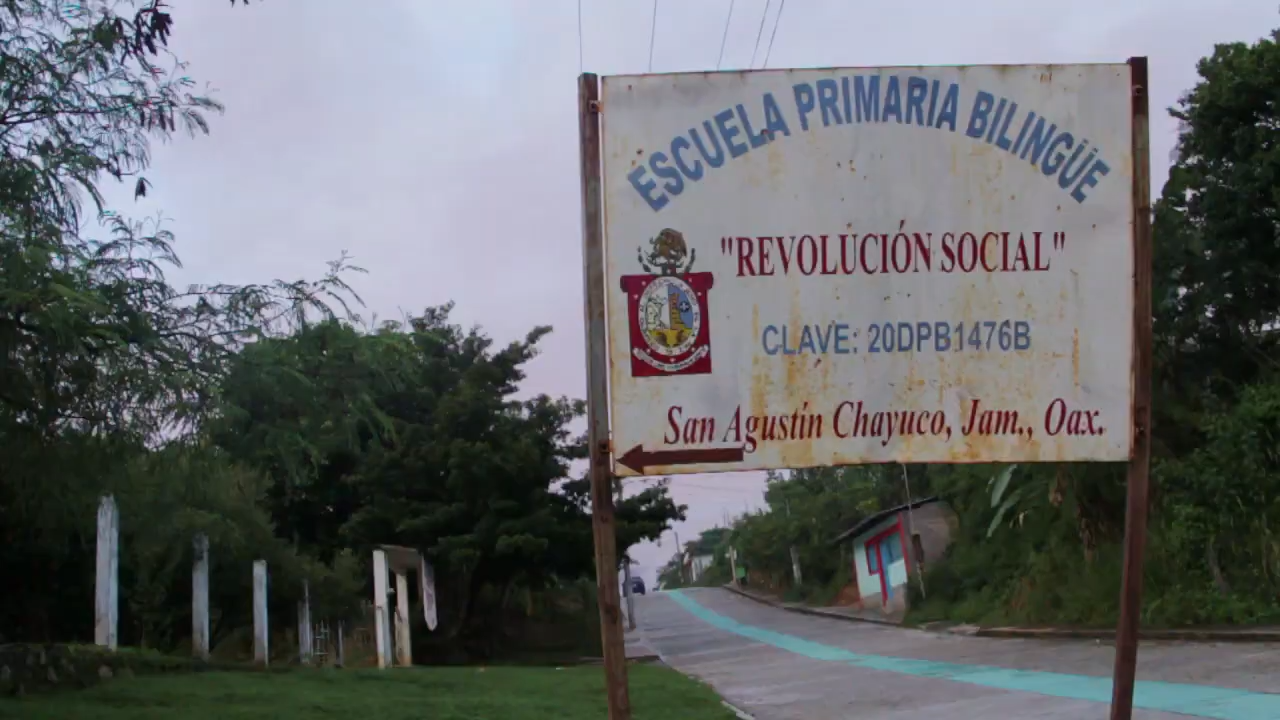 ESCUELA PRIMARIA BILINGÜE
"REVOLUCIÓN SOCIAL"
CLAVE: 20DPB1476B
San Agustín Chayuco, Jam., Oax.